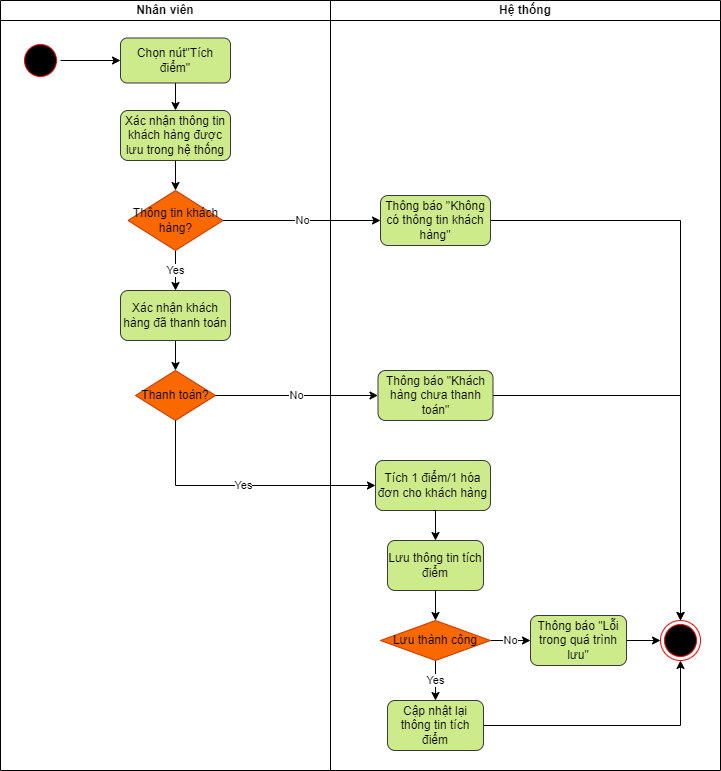 Nhân viên
Hệ thống
Chọn nút"Tích
điểm"
Xác nhận thông tin
khách hàng được
lưu trong hệ thống
Thông tin khách
hàng?
No
Thông báo "Không
có thông tin khách
hàng"
Yes
Xác nhận khách
hàng đã thanh toán
Thanh toán?
No
Thông báo "Khách
hàng chưa thanh
toán"
Yes
Tích 1 điểm/1 hóa
đơn cho khách hàng
Lưu thông tin tích
điểm
Lưu thành công
No
Thông báo "Lỗi
trong quá trình
lưu"
Yes
Cập nhật lại
thông tin tích
điểm